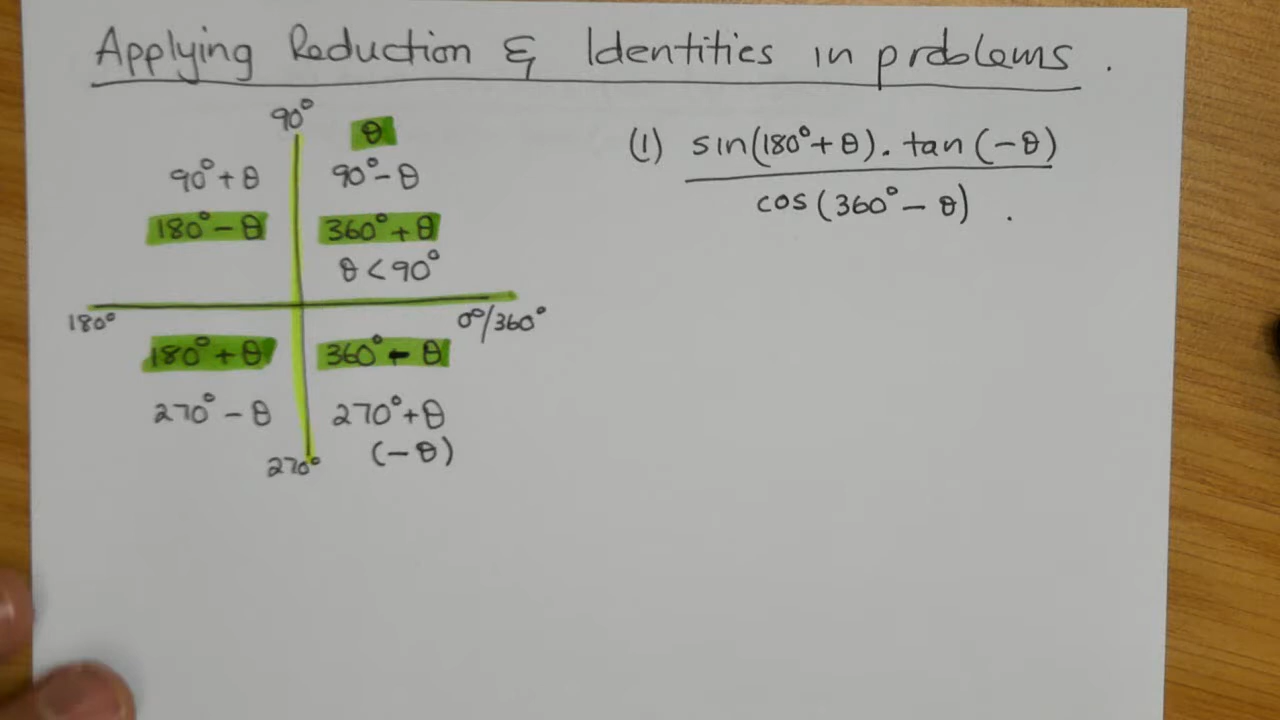 Applying Reduction & Identities in problems.
90°
θ
90°+θ
90°-θ
180°-θ
360°+θ
θ<90°
180°
0°/360°
180°+θ
360°-θ
270°-θ
270°+θ
270°
(-θ)
(1) sin(180°+θ).tan(-θ)
cos(360°-θ).